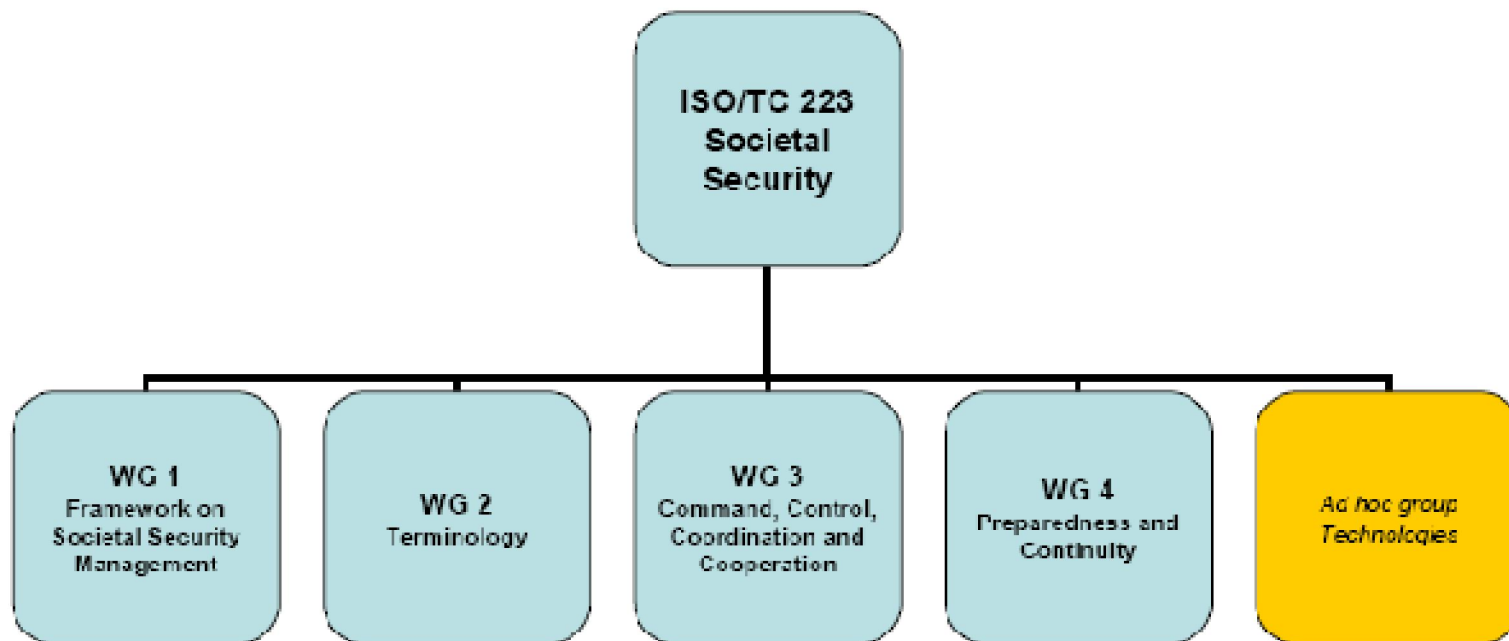 ISO/TC 223
Societal
Security
WG 1
Framework on
Societal Security
Management
WG 2
Terminology
WG 3
Command, Control,
Coordination and
Cooperation
WG 4
Preparedness and
Continuity
Ad hoc group
Technologies